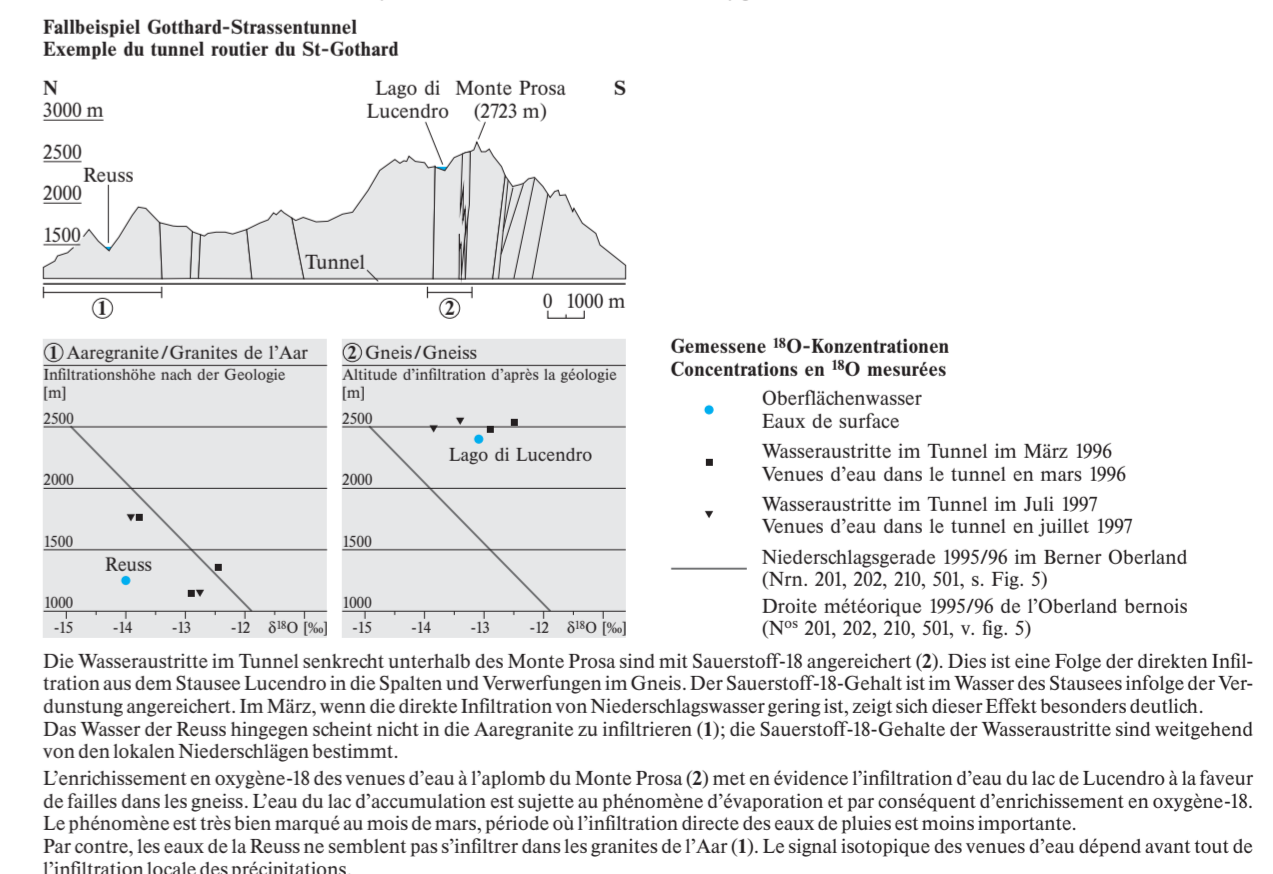 Fallbeispiel Gotthard-Strassentunnel
Exemple du tunnel routier du St-Gothard
N
Lago di Lucendro
Monte Prosa (2723 m)
S
3000 m
2500
2000
1500
Reuss
Tunnel
①
②
0 1000 m
① Aaregranite/Granites de l'Aar
Infiltrationshöhe nach der Geologie
[m]
2500
2000
1500
Reuss
1000
-15 -14 -13 -12 δ¹⁸O [‰]
② Gneis/Gneiss
Altitude d'infiltration d'après la géologie
[m]
2500
Lago di Lucendro
2000
1500
1000
-15 -14 -13 -12 δ¹⁸O [‰]
Gemessene ¹⁸O-Konzentrationen
Concentrations en ¹⁸O mesurées
Oberflächenwasser
Eaux de surface
Wasseraustritte im Tunnel im März 1996
Venues d'eau dans le tunnel en mars 1996
Wasseraustritte im Tunnel im Juli 1997
Venues d'eau dans le tunnel en juillet 1997
Niederschlagsgerade 1995/96 im Berner Oberland
(Nrn. 201, 202, 210, 501, s. Fig. 5)
Droite météorique 1995/96 de l'Oberland bernois
(Nᵒˢ 201, 202, 210, 501, v. fig. 5)
Die Wasseraustritte im Tunnel senkrecht unterhalb des Monte Prosa sind mit Sauerstoff-18 angereichert (2). Dies ist eine Folge der direkten Infil-
tration aus dem Stausee Lucendro in die Spalten und Verwerfungen im Gneis. Der Sauerstoff-18-Gehalt ist im Wasser des Stausees infolge der Ver-
dunstung angereichert. Im März, wenn die direkte Infiltration von Niederschlagswasser gering ist, zeigt sich dieser Effekt besonders deutlich.
Das Wasser der Reuss hingegen scheint nicht in die Aaregranite zu infiltrieren (1); die Sauerstoff-18-Gehalte der Wasseraustritte sind weitgehend
von den lokalen Niederschlägen bestimmt.
L'enrichissement en oxygène-18 des venues d'eau à l'aplomb du Monte Prosa (2) met en évidence l'infiltration d'eau du lac de Lucendro à la faveur
de failles dans les gneiss. L'eau du lac d'accumulation est sujette au phénomène d'évaporation et par conséquent d'enrichissement en oxygène-18.
Le phénomène est très bien marqué au mois de mars, période où l'infiltration directe des eaux de pluies est moins importante.
Par contre, les eaux de la Reuss ne semblent pas s'infiltrer dans les granites de l'Aar (1). Le signal isotopique des venues d'eau dépend avant tout de
l'infiltration locale des précipitations.